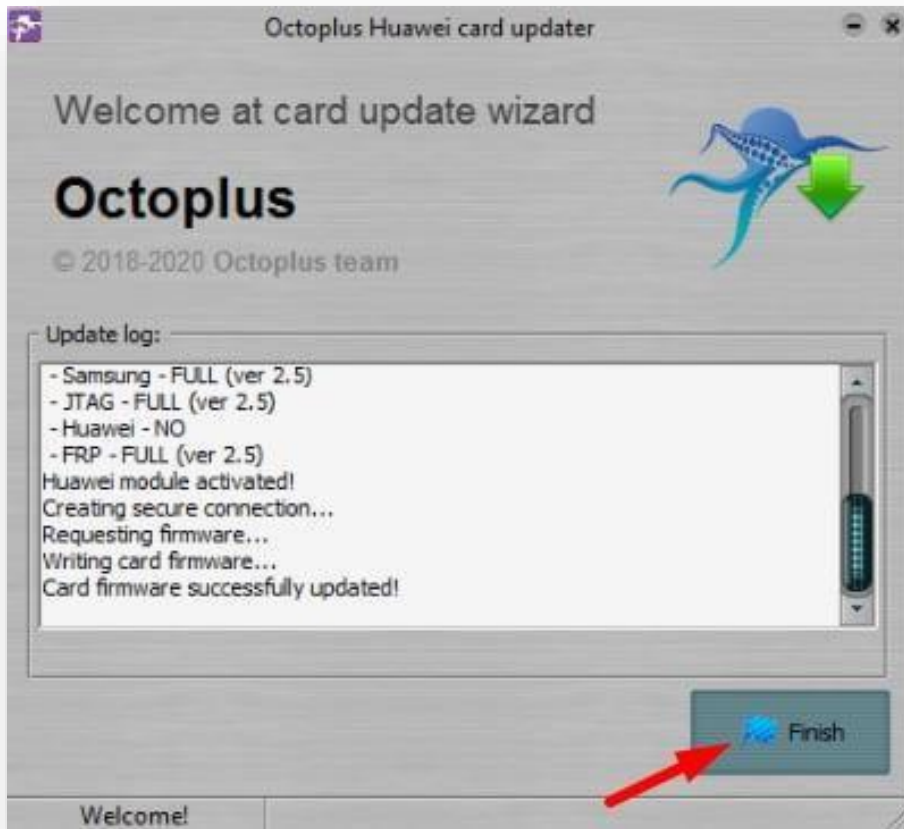 Octoplus Huawei card updater
Welcome at card update wizard
Octoplus
© 2018-2020 Octoplus team
Update log:
- Samsung - FULL (ver 2.5)
- JTAG - FULL (ver 2.5)
- Huawei - NO
- FRP - FULL (ver 2.5)
Huawei module activated!
Creating secure connection...
Requesting firmware...
Writing card firmware...
Card firmware successfully updated!
Finish
Welcome!